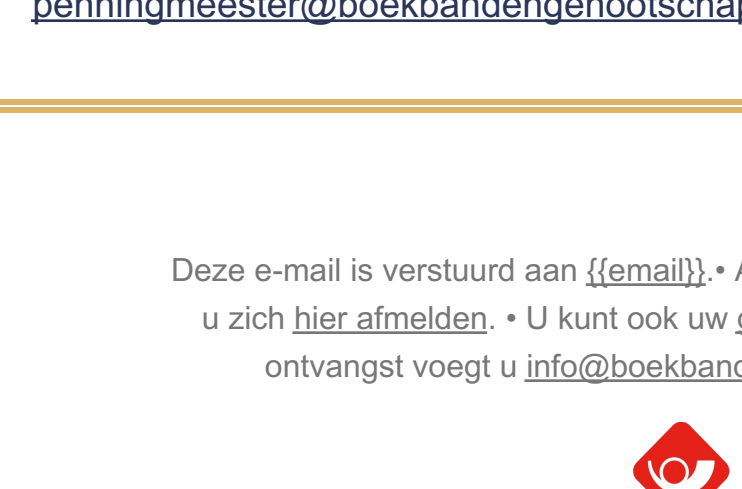 penningmeester@boekbandengenootschap
Deze e-mail is verstuurd aan {{email}}.• A
u zich hier afmelden. • U kunt ook uw g
ontvangst voegt u info@boekband